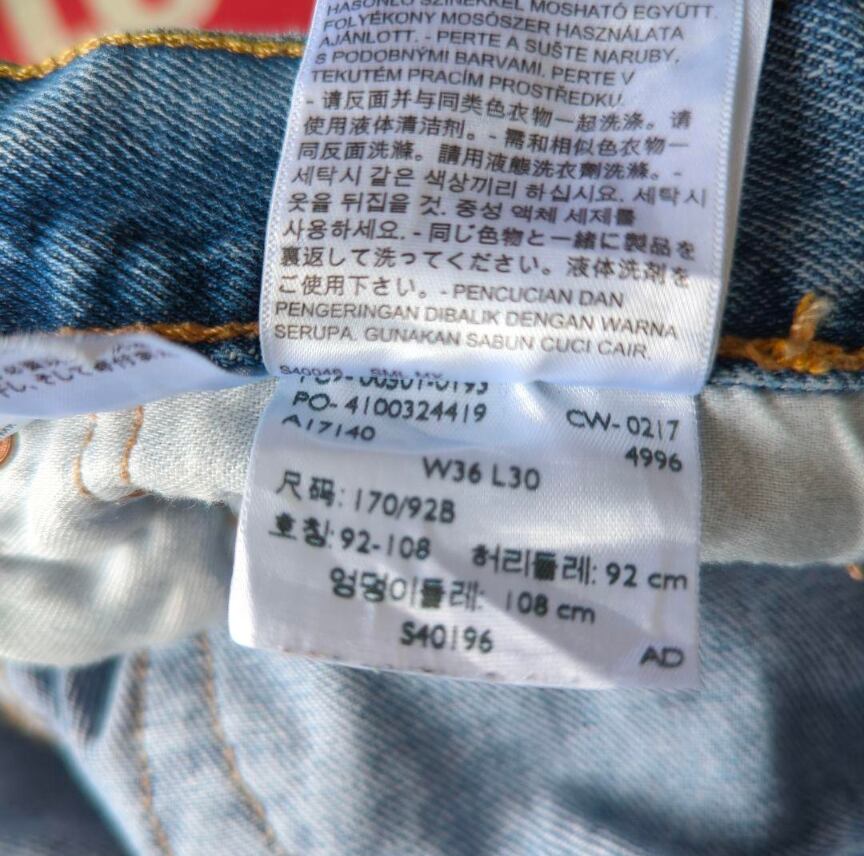 HASONLÓ SZÍNEKKEL MOSHATÓ EGYÜTT.
FOLYÉKONY MOSÓSZER HASZNÁLATA
AJÁNLOTT. - PERTE A SUŠTE NARUBY,
S PODOBNÝMI BARVAMI. PERTE V
TEKUTÉM PRACÍM PROSTŘEDKU.
- 请反面并与同类色衣物一起洗涤。请
使用液体清洁剂。- 需和相似色衣物一
同反面洗滌。請用液態洗衣劑洗滌。-
세탁시 같은 색상끼리 하십시요. 세탁시
옷을 뒤집을 것. 중성 액체 세제를
사용하세요. - 同じ色物と一緒に製品を
裏返して洗ってください。液体洗剤を
ご使用下さい。- PENCUCIAN DAN
PENGERINGAN DIBALIK DENGAN WARNA
SERUPA. GUNAKAN SABUN CUCI CAIR.
PO- 4100324419 CW- 0217
A17140 4996
W36 L30
尺码: 170/92B
호칭: 92-108 허리둘레: 92 cm
엉덩이둘레: 108 cm
S40196 AD